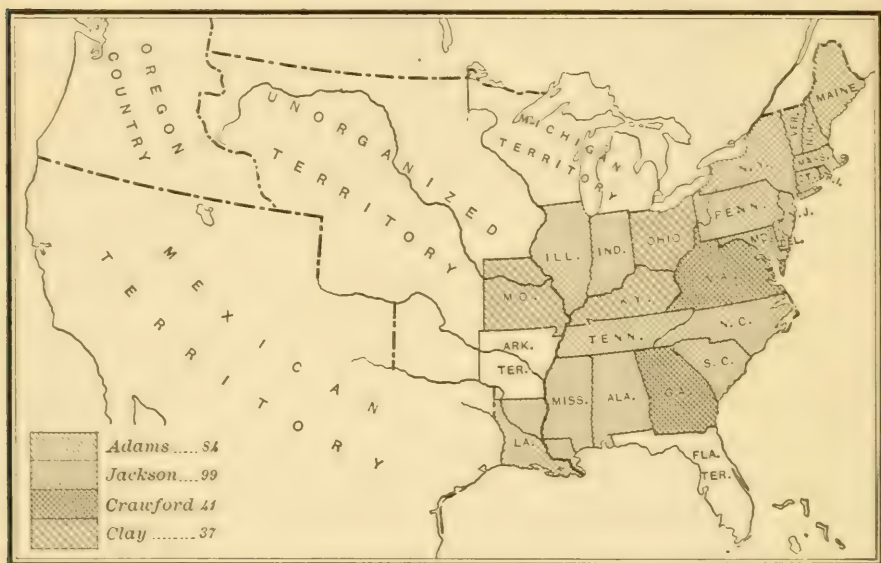 OREGON
COUNTRY
UNORGANIZED
TERRITORY
MICHIGAN
TERRITORY
MEXICAN
TERRITORY
MAINE
VER.
N.H.
MASS.
CT.
R.I.
N.Y.
PENN.
N.J.
MD.
DEL.
OHIO
IND.
ILL.
VA.
KY.
MO.
N.C.
TENN.
S.C.
ARK.
TER.
MISS.
ALA.
GA.
LA.
FLA.
TER.
Adams ..... 84
Jackson ... 99
Crawford 41
Clay ........ 37